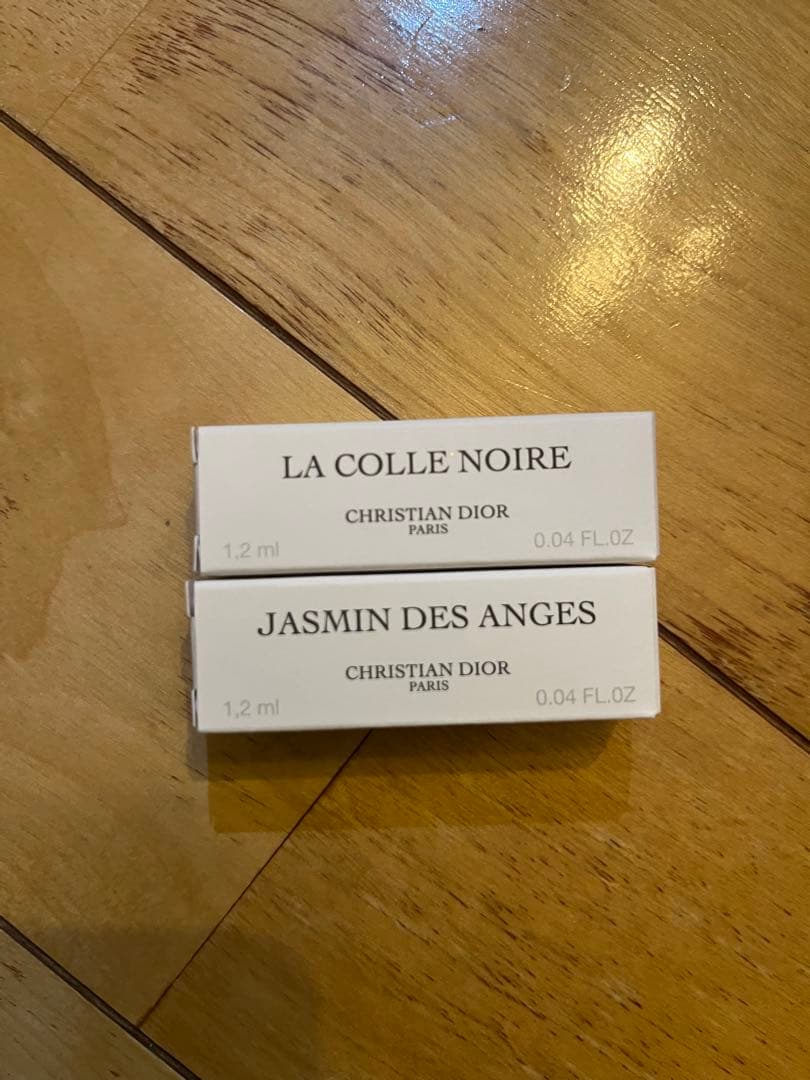 LA COLLE NOIRE
CHRISTIAN DIOR
PARIS
1,2 ml
0.04 FL.OZ
JASMIN DES ANGES
CHRISTIAN DIOR
PARIS
1,2 ml
0.04 FL.OZ